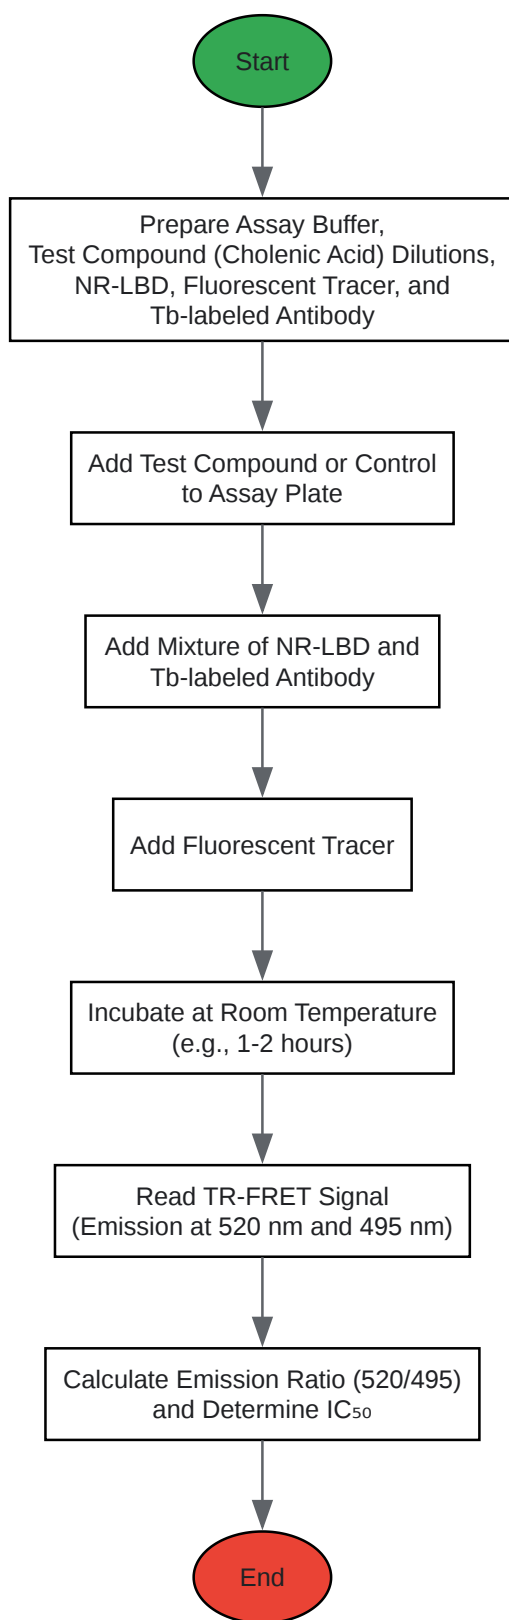 Start
Prepare Assay Buffer,
Test Compound (Cholenic Acid) Dilutions,
NR-LBD, Fluorescent Tracer, and
Tb-labeled Antibody
Add Test Compound or Control
to Assay Plate
Add Mixture of NR-LBD and
Tb-labeled Antibody
Add Fluorescent Tracer
Incubate at Room Temperature
(e.g., 1-2 hours)
Read TR-FRET Signal
(Emission at 520 nm and 495 nm)
Calculate Emission Ratio (520/495)
and Determine IC₅₀
End